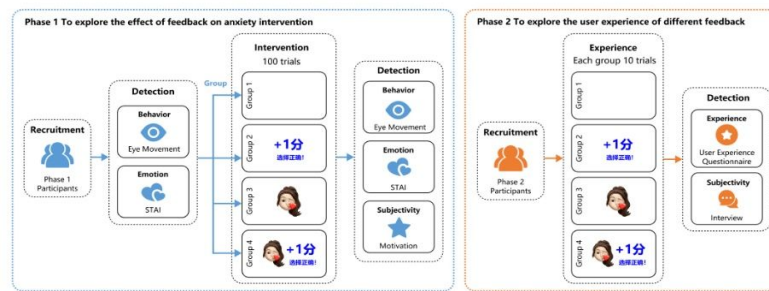 Phase 1 To explore the effect of feedback on anxiety intervention
Recruitment
Phase 1
Participants
Detection
Behavior
Eye Movement
Emotion
STAI
Group
Intervention
100 trials
Group 1
Group 2
+1分
选择正确!
Group 3
Group 4
+1分
选择正确!
Detection
Behavior
Eye Movement
Emotion
STAI
Subjectivity
Motivation
Phase 2 To explore the user experience of different feedback
Recruitment
Phase 2
Participants
Experience
Each group 10 trials
Group 1
Group 2
+1分
选择正确!
Group 3
Group 4
+1分
选择正确!
Detection
Experience
User Experience
Questionnaire
Subjectivity
Interview